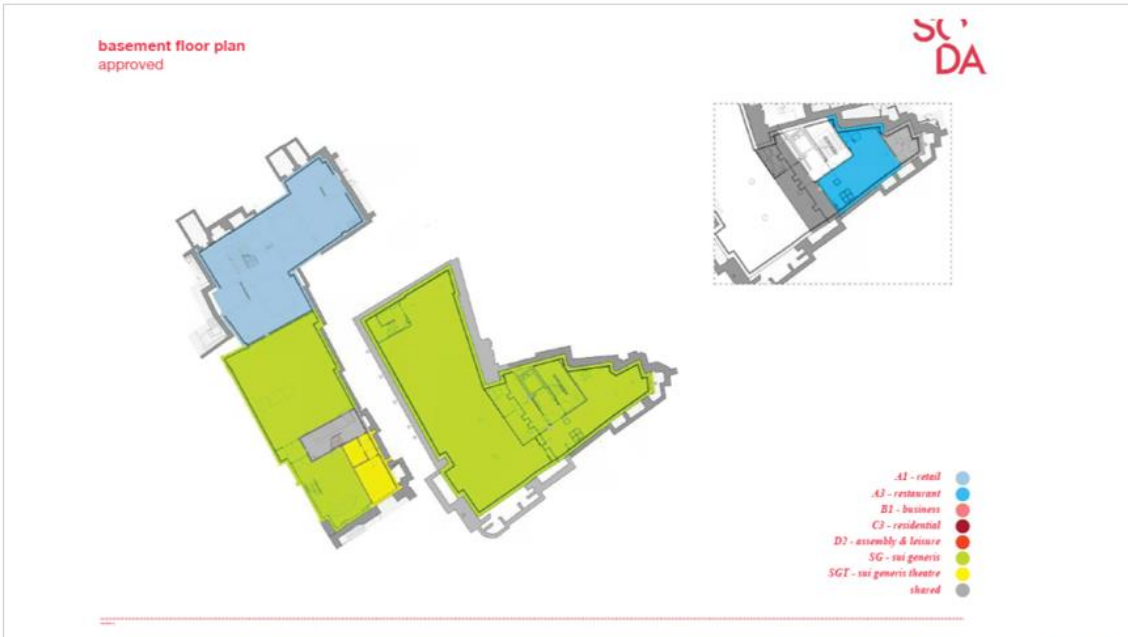 basement floor plan
approved
SO
DA
A1 - retail
A3 - restaurant
B1 - business
C3 - residential
D2 - assembly & leisure
SG - sui generis
SGT - sui generis theatre
shared